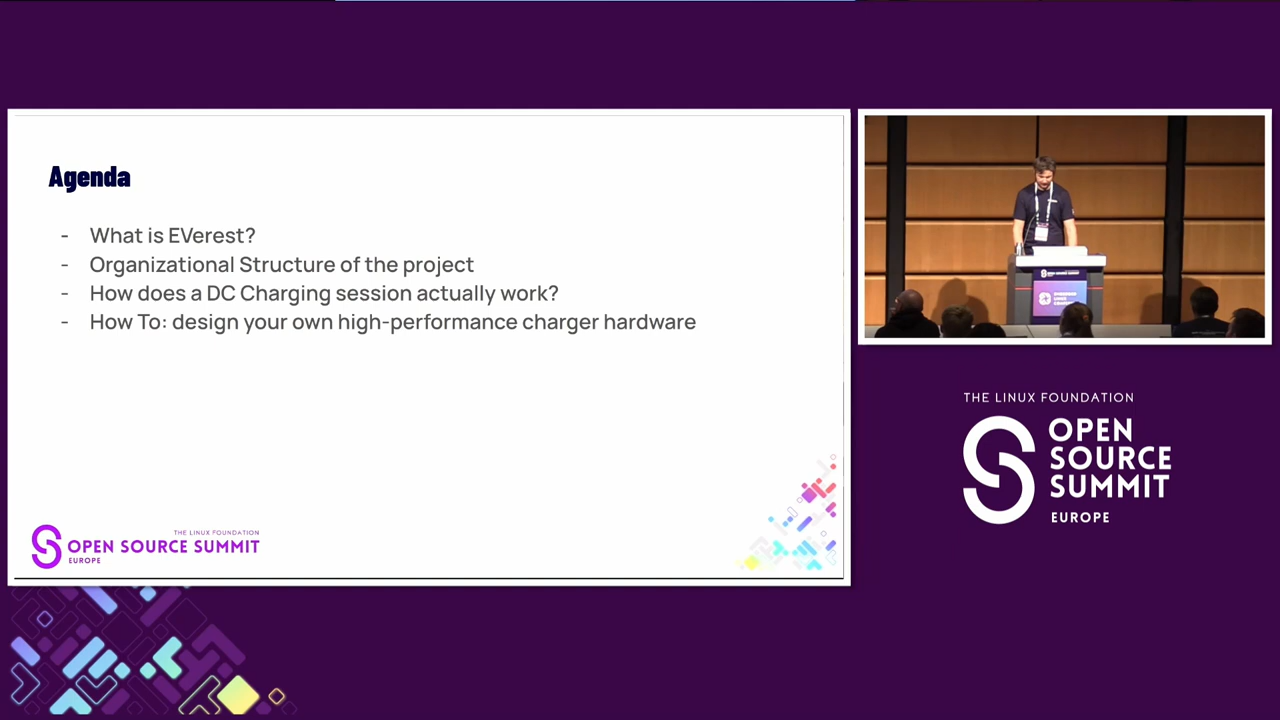 Agenda
- What is EVerest?
- Organizational Structure of the project
- How does a DC Charging session actually work?
- How To: design your own high-performance charger hardware
THE LINUX FOUNDATION
OPEN SOURCE SUMMIT
EUROPE
THE LINUX FOUNDATION
OPEN
SOURCE
SUMMIT
EUROPE